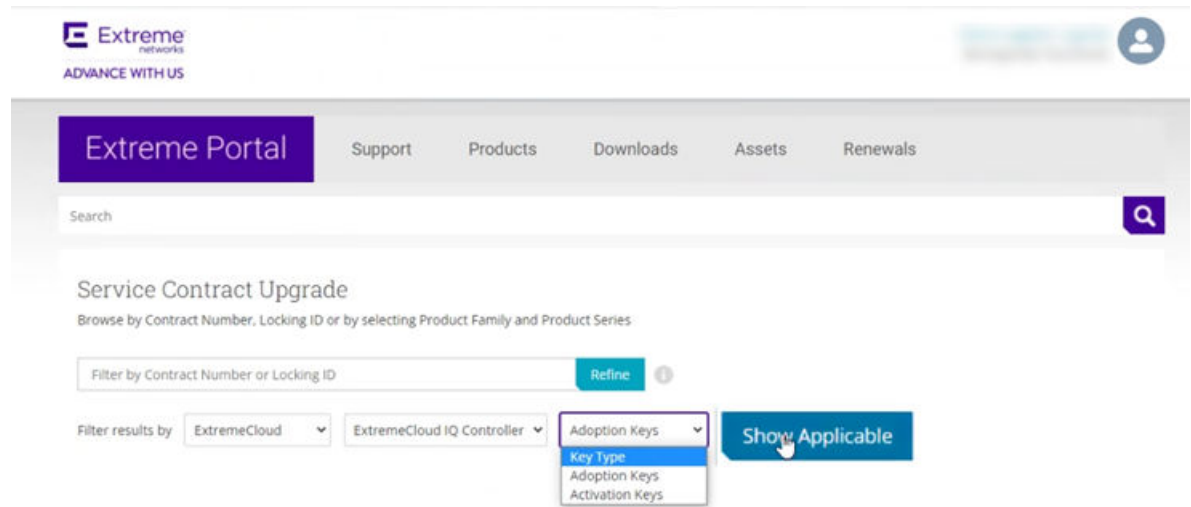 Extreme
networks
ADVANCE WITH US
Extreme Portal Support Products Downloads Assets Renewals
Search
Service Contract Upgrade
Browse by Contract Number, Locking ID or by selecting Product Family and Product Series
Filter by Contract Number or Locking ID Refine
Filter results by ExtremeCloud ExtremeCloud IQ Controller Adoption Keys Show Applicable
Key Type
Adoption Keys
Activation Keys